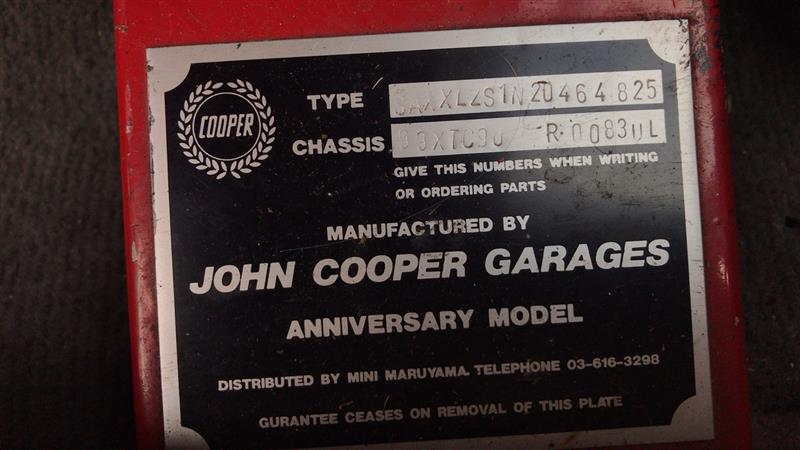 COOPER
TYPE SAXXL2S1N20464825
CHASSIS R 00830L
GIVE THIS NUMBERS WHEN WRITING
OR ORDERING PARTS
MANUFACTURED BY
JOHN COOPER GARAGES
ANNIVERSARY MODEL
DISTRIBUTED BY MINI MARUYAMA. TELEPHONE 03-616-3298
GURANTEE CEASES ON REMOVAL OF THIS PLATE